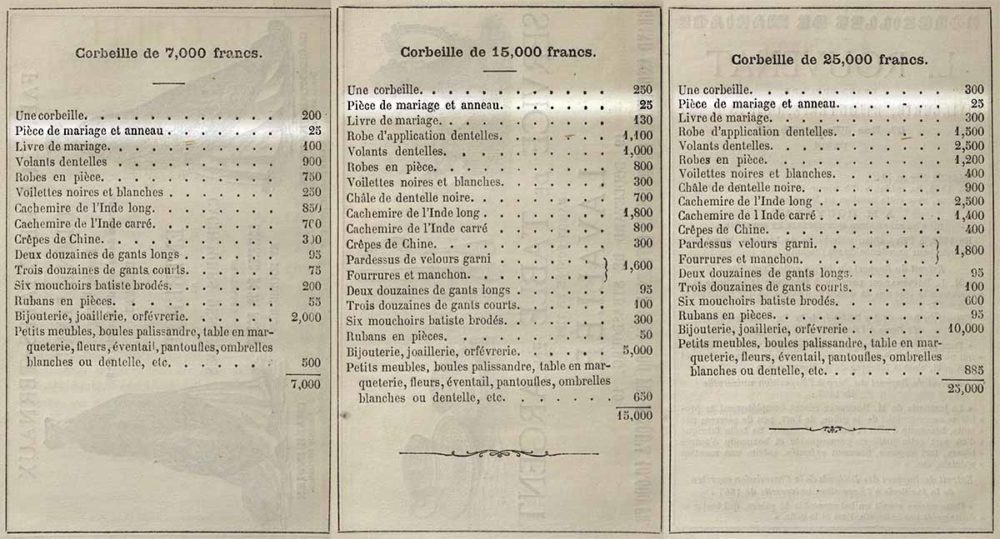 Corbeille de 7,000 francs.
Une corbeille. . . . . . . . . . . . 200
Pièce de mariage et anneau . . . . . . . 25
Livre de mariage. . . . . . . . . . . 100
Volants dentelles . . . . . . . . . . 900
Robes en pièce. . . . . . . . . . . 750
Voilettes noires et blanches . . . . . . . 250
Cachemire de l'Inde long. . . . . . . . 850
Cachemire de l'Inde carré. . . . . . . . 700
Crêpes de Chine. . . . . . . . . . . 300
Deux douzaines de gants longs . . . . . . 95
Trois douzaines de gants courts. . . . . . 75
Six mouchoirs batiste brodés. . . . . . . 200
Rubans en pièces. . . . . . . . . . 55
Bijouterie, joaillerie, orfévrerie. . . . . . 2,000
Petits meubles, boules palissandre, table en mar-
queterie, fleurs, éventail, pantoufles, ombrelles
blanches ou dentelle, etc. . . . . . . . 500
7,000
Corbeille de 15,000 francs.
Une corbeille. . . . . . . . . . . . 250
Pièce de mariage et anneau. . . . . . . 25
Livre de mariage. . . . . . . . . . . 130
Robe d'application dentelles. . . . . . . 1,100
Volants dentelles. . . . . . . . . . 1,000
Robes en pièce. . . . . . . . . . . 800
Voilettes noires et blanches. . . . . . . 300
Châle de dentelle noire. . . . . . . . 700
Cachemire de l'Inde long . . . . . . . . 1,800
Cachemire de l'Inde carré . . . . . . . 800
Crêpes de Chine. . . . . . . . . . . 300
Pardessus de velours garni
Fourrures et manchon. . . . . . . . . } 1,600
Deux douzaines de gants longs . . . . . . 95
Trois douzaines de gants courts. . . . . . 100
Six mouchoirs batiste brodés. . . . . . . 300
Rubans en pièces. . . . . . . . . . 50
Bijouterie, joaillerie, orfévrerie. . . . . . 5,000
Petits meubles, boules palissandre, table en mar-
queterie, fleurs, éventail, pantoufles, ombrelles
blanches ou dentelle, etc. . . . . . . . 650
15,000
Corbeille de 25,000 francs.
Une corbeille. . . . . . . . . . . . 300
Pièce de mariage et anneau. . . . . . . 25
Livre de mariage. . . . . . . . . . . 300
Robe d'application dentelles. . . . . . . 1,500
Volants dentelles. . . . . . . . . . 2,500
Robes en pièce. . . . . . . . . . . 1,200
Voilettes noires et blanches. . . . . . . 400
Châle de dentelle noire. . . . . . . . 900
Cachemire de l'Inde long . . . . . . . . 2,500
Cachemire de l Inde carré . . . . . . . 1,400
Crêpes de Chine. . . . . . . . . . . 400
Pardessus velours garni. . . . . . . .
Fourrures et manchon. . . . . . . . . } 1,800
Deux douzaines de gants longs. . . . . . 95
Trois douzaines de gants courts. . . . . . 100
Six mouchoirs batiste brodés. . . . . . . 600
Rubans en pièces. . . . . . . . . . 95
Bijouterie, joaillerie, orfévrerie . . . . . . 10,000
Petits meubles, boules palissandre, table en mar-
queterie, fleurs, éventail, pantoufles, ombrelles
blanches ou dentelle, etc. . . . . . . . 885
25,000